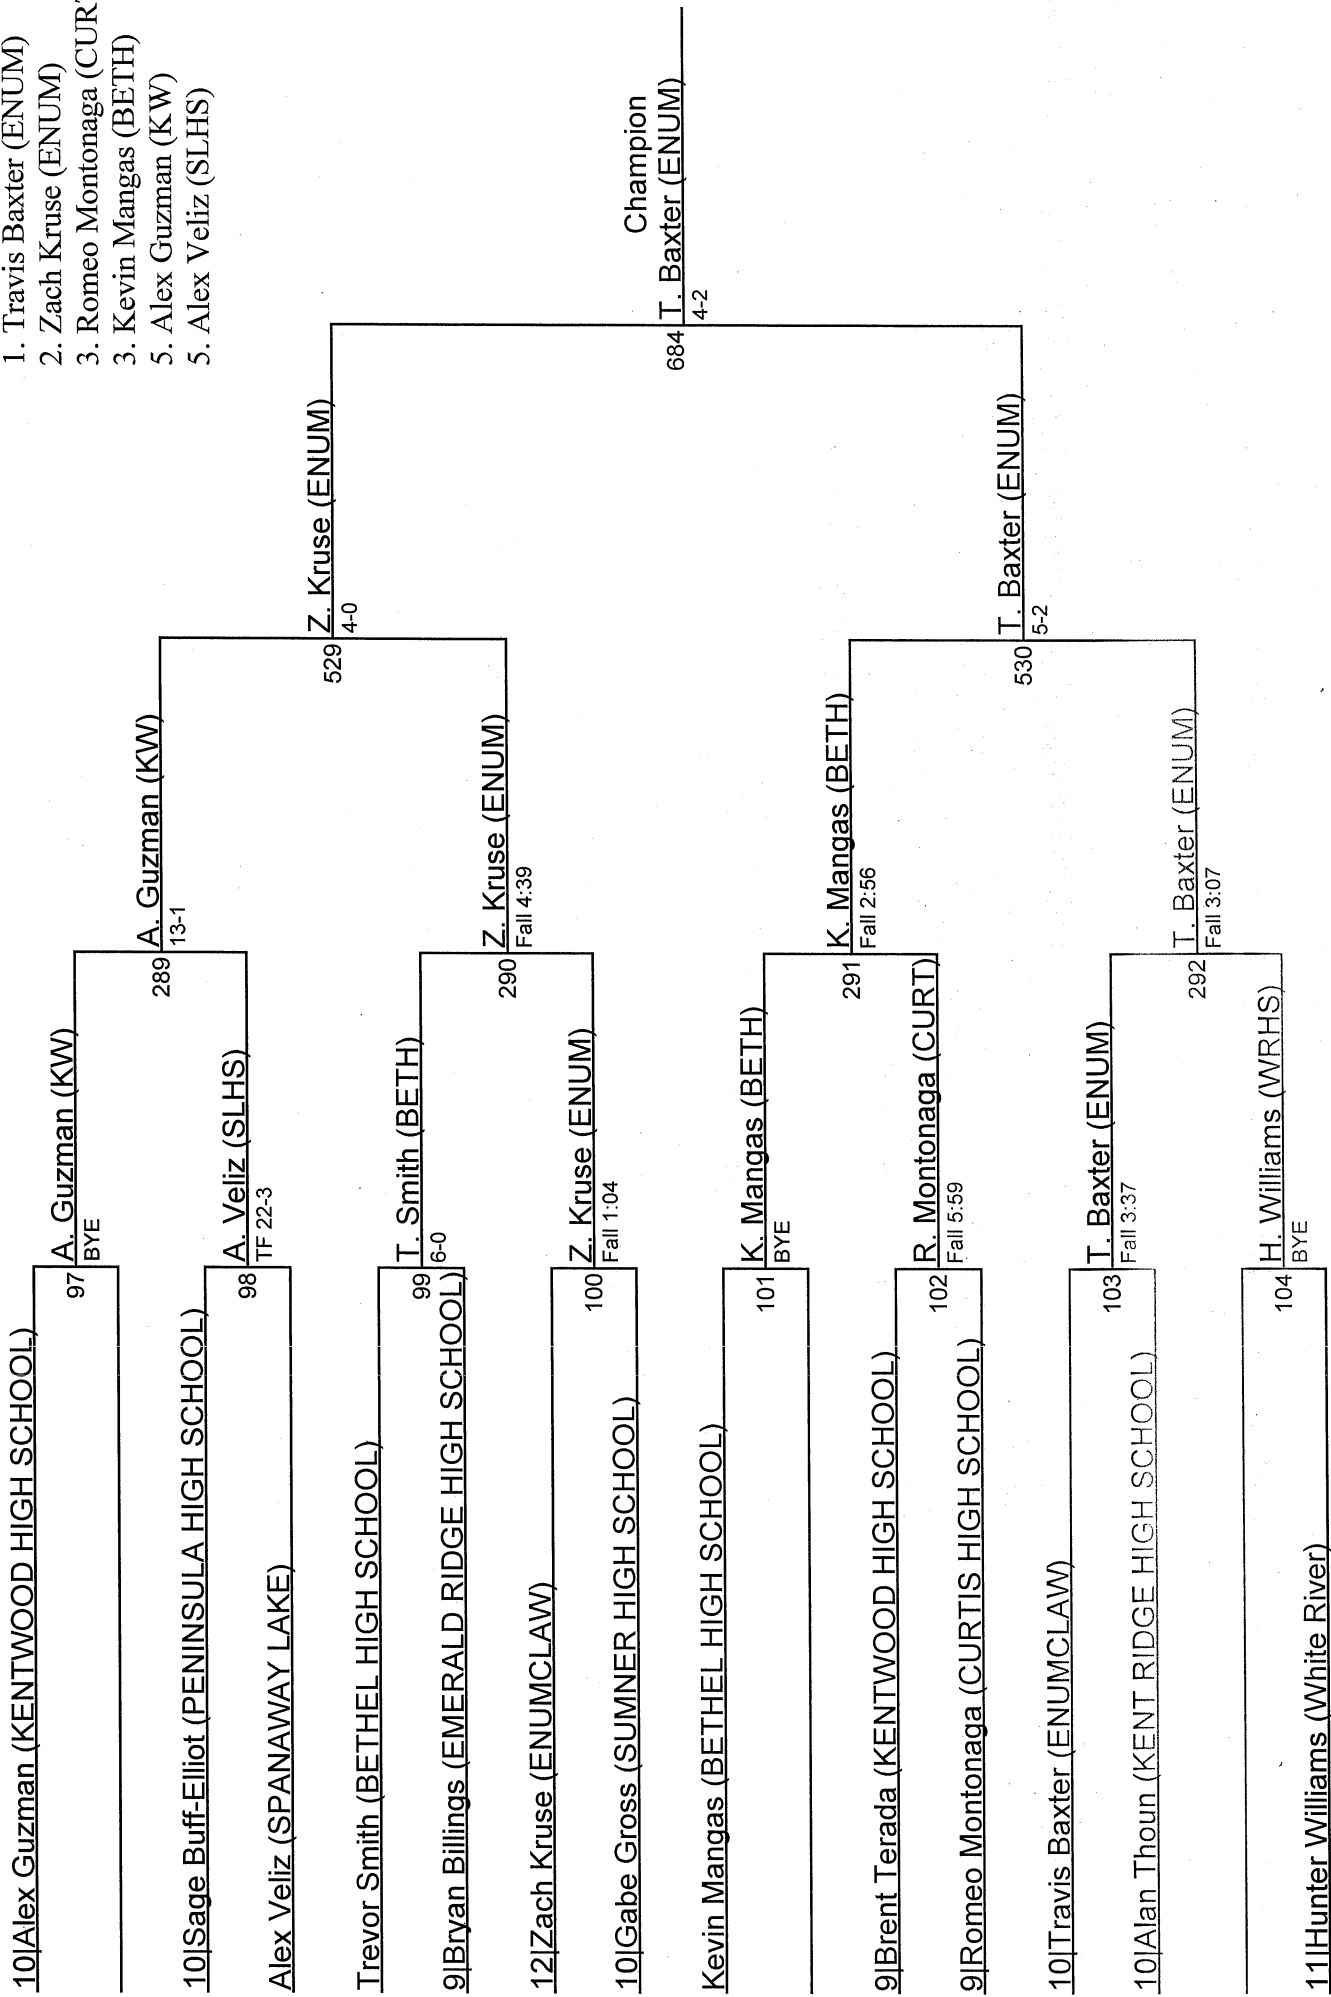 1. Travis Baxter (ENUM)
2. Zach Kruse (ENUM)
3. Romeo Montonaga (CUR
3. Kevin Mangas (BETH)
5. Alex Guzman (KW)
5. Alex Veliz (SLHS)
10|Alex Guzman (KENTWOOD HIGH SCHOOL)
97
A. Guzman (KW)
BYE
10|Sage Buff-Elliot (PENINSULA HIGH SCHOOL)
98
A. Veliz (SLHS)
TF 22-3
Alex Veliz (SPANAWAY LAKE)
289
A. Guzman (KW)
13-1
Trevor Smith (BETHEL HIGH SCHOOL)
99
T. Smith (BETH)
6-0
9|Bryan Billings (EMERALD RIDGE HIGH SCHOOL)
12|Zach Kruse (ENUMCLAW)
100
Z. Kruse (ENUM)
Fall 1:04
10|Gabe Gross (SUMNER HIGH SCHOOL)
290
Z. Kruse (ENUM)
Fall 4:39
529
Z. Kruse (ENUM)
4-0
Kevin Mangas (BETHEL HIGH SCHOOL)
101
K. Mangas (BETH)
BYE
9|Brent Terada (KENTWOOD HIGH SCHOOL)
102
R. Montonaga (CURT)
Fall 5:59
9|Romeo Montonaga (CURTIS HIGH SCHOOL)
291
K. Mangas (BETH)
Fall 2:56
10|Travis Baxter (ENUMCLAW)
103
T. Baxter (ENUM)
Fall 3:37
10|Alan Thoun (KENT RIDGE HIGH SCHOOL)
104
H. Williams (WRHS)
BYE
11|Hunter Williams (White River)
292
T. Baxter (ENUM)
Fall 3:07
530
T. Baxter (ENUM)
5-2
684
Champion
T. Baxter (ENUM)
4-2